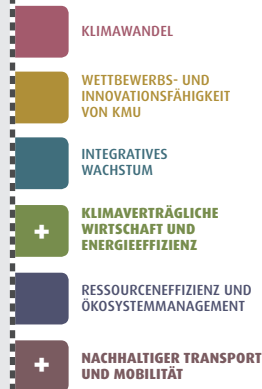 KLIMAWANDEL
WETTBEWERBS- UND
INNOVATIONSFÄHIGKEIT
VON KMU
INTEGRATIVES
WACHSTUM
+ KLIMAVERTRÄGLICHE
WIRTSCHAFT UND
ENERGIEEFFIZIENZ
RESSOURCENEFFIZIENZ UND
ÖKOSYSTEMMANAGEMENT
+ NACHHALTIGER TRANSPORT
UND MOBILITÄT